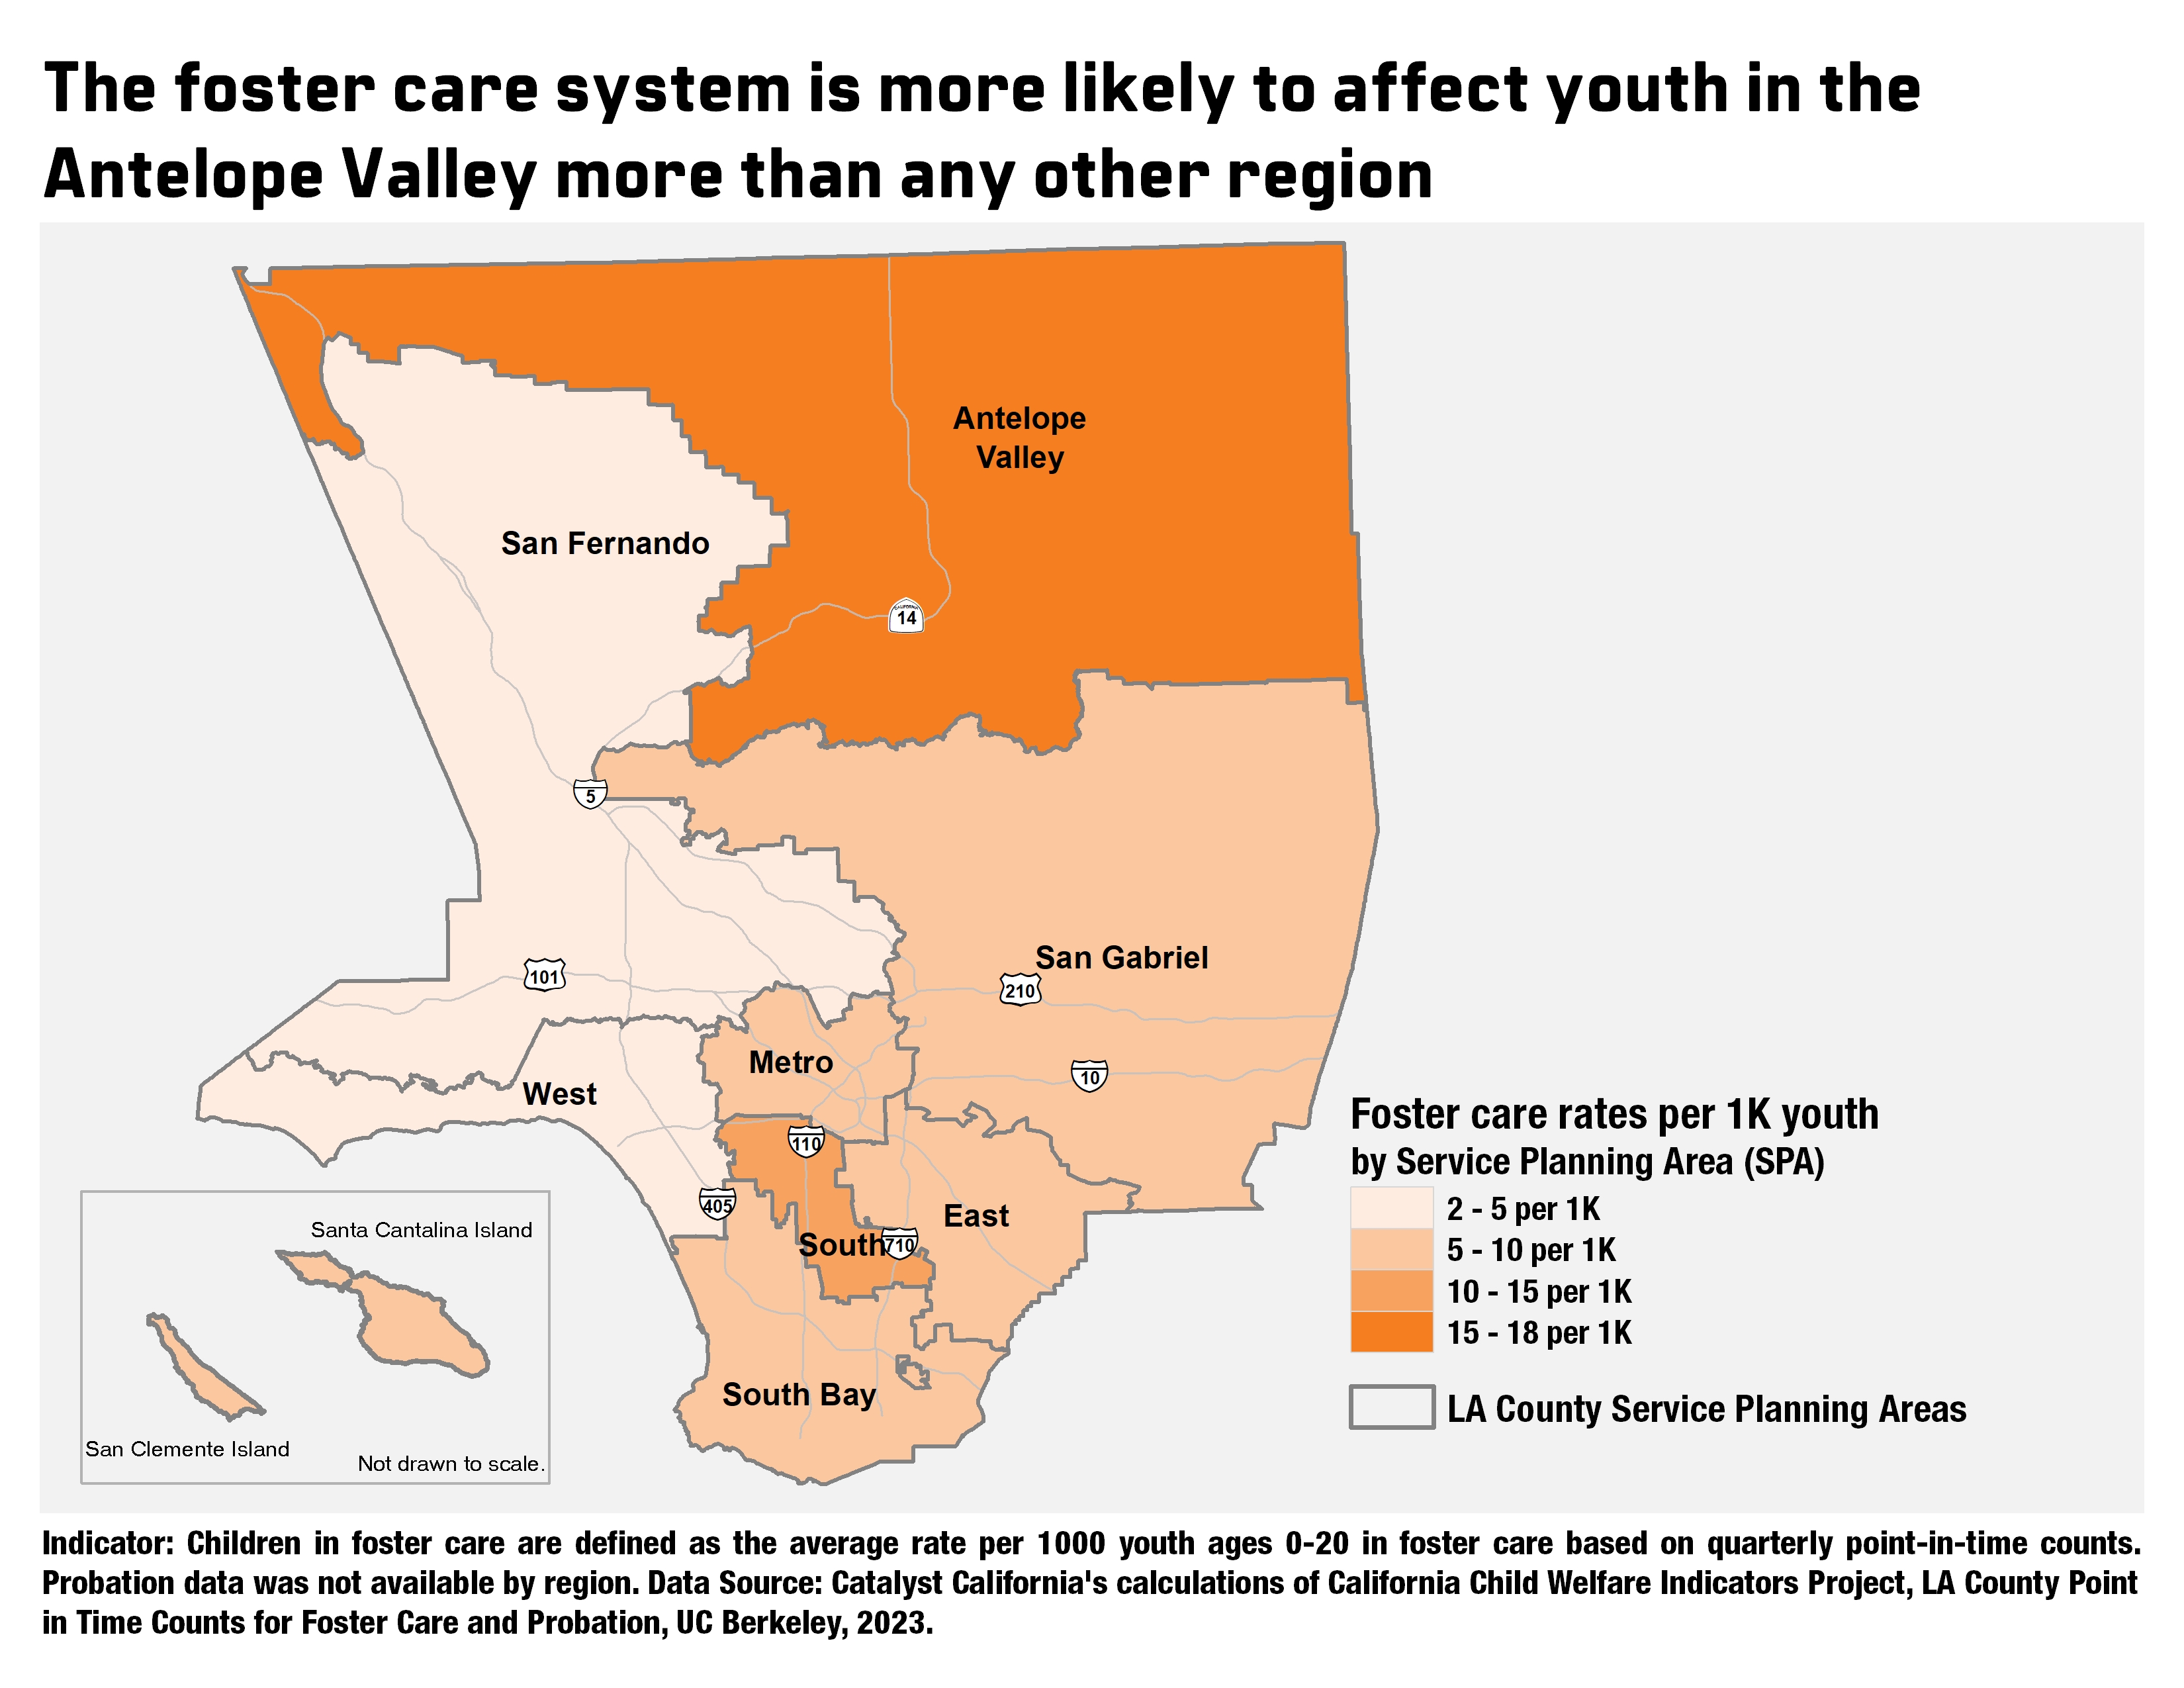 The foster care system is more likely to affect youth in the
Antelope Valley more than any other region
Antelope
Valley
San Fernando
CALIFORNIA
14
5
San Gabriel
101
210
Metro
10
West
110
405
East
South
710
South Bay
Santa Cantalina Island
San Clemente Island
Not drawn to scale.
Foster care rates per 1K youth
by Service Planning Area (SPA)
2 - 5 per 1K
5 - 10 per 1K
10 - 15 per 1K
15 - 18 per 1K
LA County Service Planning Areas
Indicator: Children in foster care are defined as the average rate per 1000 youth ages 0-20 in foster care based on quarterly point-in-time counts.
Probation data was not available by region. Data Source: Catalyst California's calculations of California Child Welfare Indicators Project, LA County Point
in Time Counts for Foster Care and Probation, UC Berkeley, 2023.